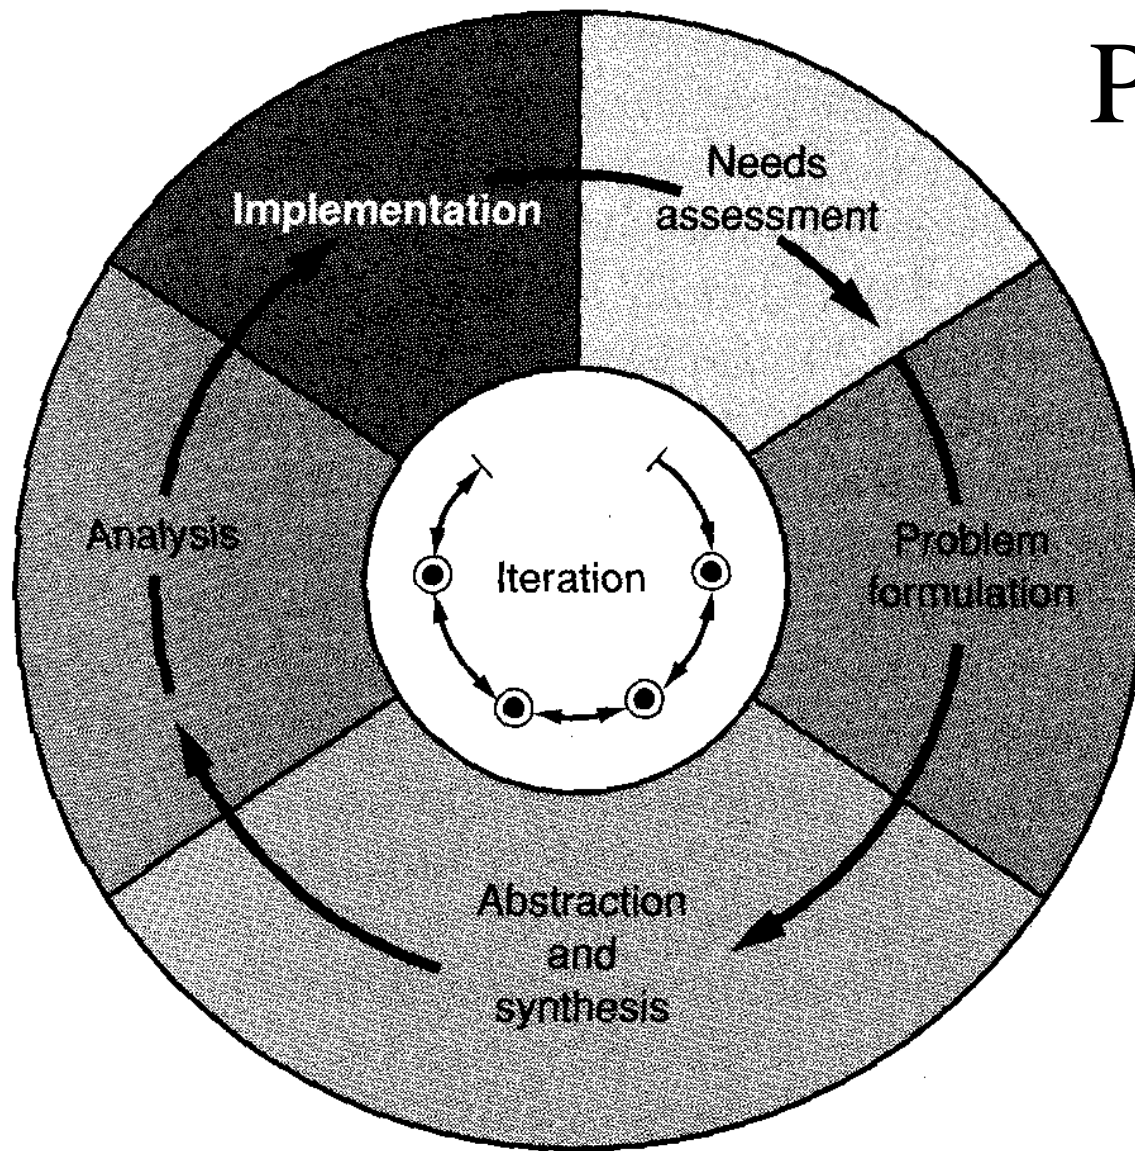 P
Needs
assessment
Implementation
Problem
formulation
Iteration
Analysis
Abstraction
and
synthesis